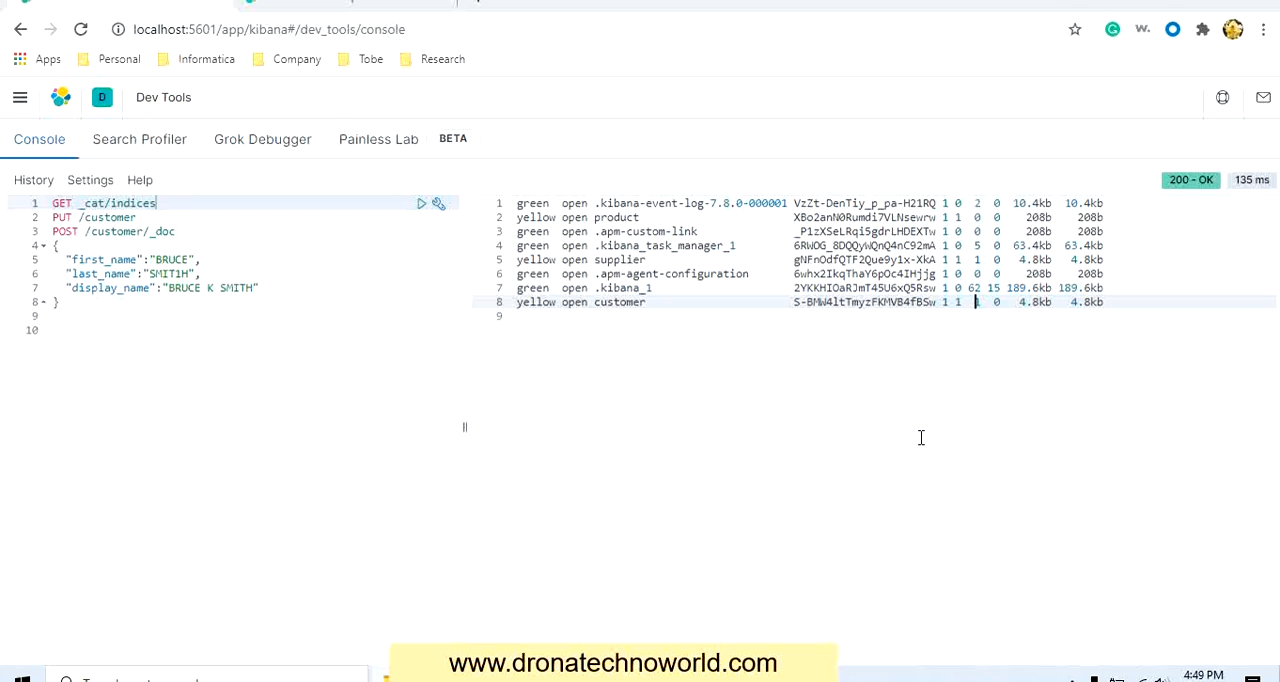 localhost:5601/app/kibana#/dev_tools/console
Apps Personal Informatica Company Tobe Research
D Dev Tools
Console Search Profiler Grok Debugger Painless Lab BETA
History Settings Help 200 - OK 135 ms
1 GET _cat/indices
2 PUT /customer
3 POST /customer/_doc
4 {
5 "first_name":"BRUCE",
6 "last_name":"SMIT1H",
7 "display_name":"BRUCE K SMITH"
8 }
9
10
1 green open .kibana-event-log-7.8.0-000001 VzZt-DenTiy_p_pa-H21RQ 1 0 2 0 10.4kb 10.4kb
2 yellow open product XBo2anN0Rumdi7VLNsewrw 1 1 0 0 208b 208b
3 green open .apm-custom-link _P1zXSeLRqi5gdrLHDEXTw 1 0 0 0 208b 208b
4 green open .kibana_task_manager_1 6RWOG_8DQQyWQnQ4nC92mA 1 0 5 0 63.4kb 63.4kb
5 yellow open supplier gNFnOdfQTF2Que9y1x-XkA 1 1 1 0 4.8kb 4.8kb
6 green open .apm-agent-configuration 6whx2IkqThaY6pOc4IHjjg 1 0 0 0 208b 208b
7 green open .kibana_1 2YKKHIOaRJmT45U6xQ5Rsw 1 0 62 15 189.6kb 189.6kb
8 yellow open customer S-BMW4ltTmyzFKMVB4fBSw 1 1 1 0 4.8kb 4.8kb
9
www.dronatechnoworld.com
4:49 PM